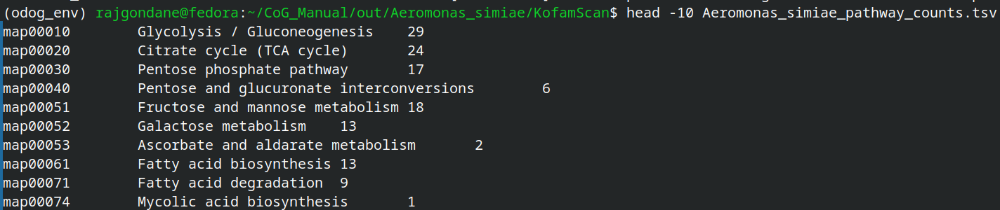 (odog_env) rajgondane@fedora:~/CoG_Manual/out/Aeromonas_simiae/KofamScan$ head -10 Aeromonas_simiae_pathway_counts.tsv
map00010	Glycolysis / Gluconeogenesis	29
map00020	Citrate cycle (TCA cycle)	24
map00030	Pentose phosphate pathway	17
map00040	Pentose and glucuronate interconversions	6
map00051	Fructose and mannose metabolism	18
map00052	Galactose metabolism	13
map00053	Ascorbate and aldarate metabolism	2
map00061	Fatty acid biosynthesis	13
map00071	Fatty acid degradation	9
map00074	Mycolic acid biosynthesis	1